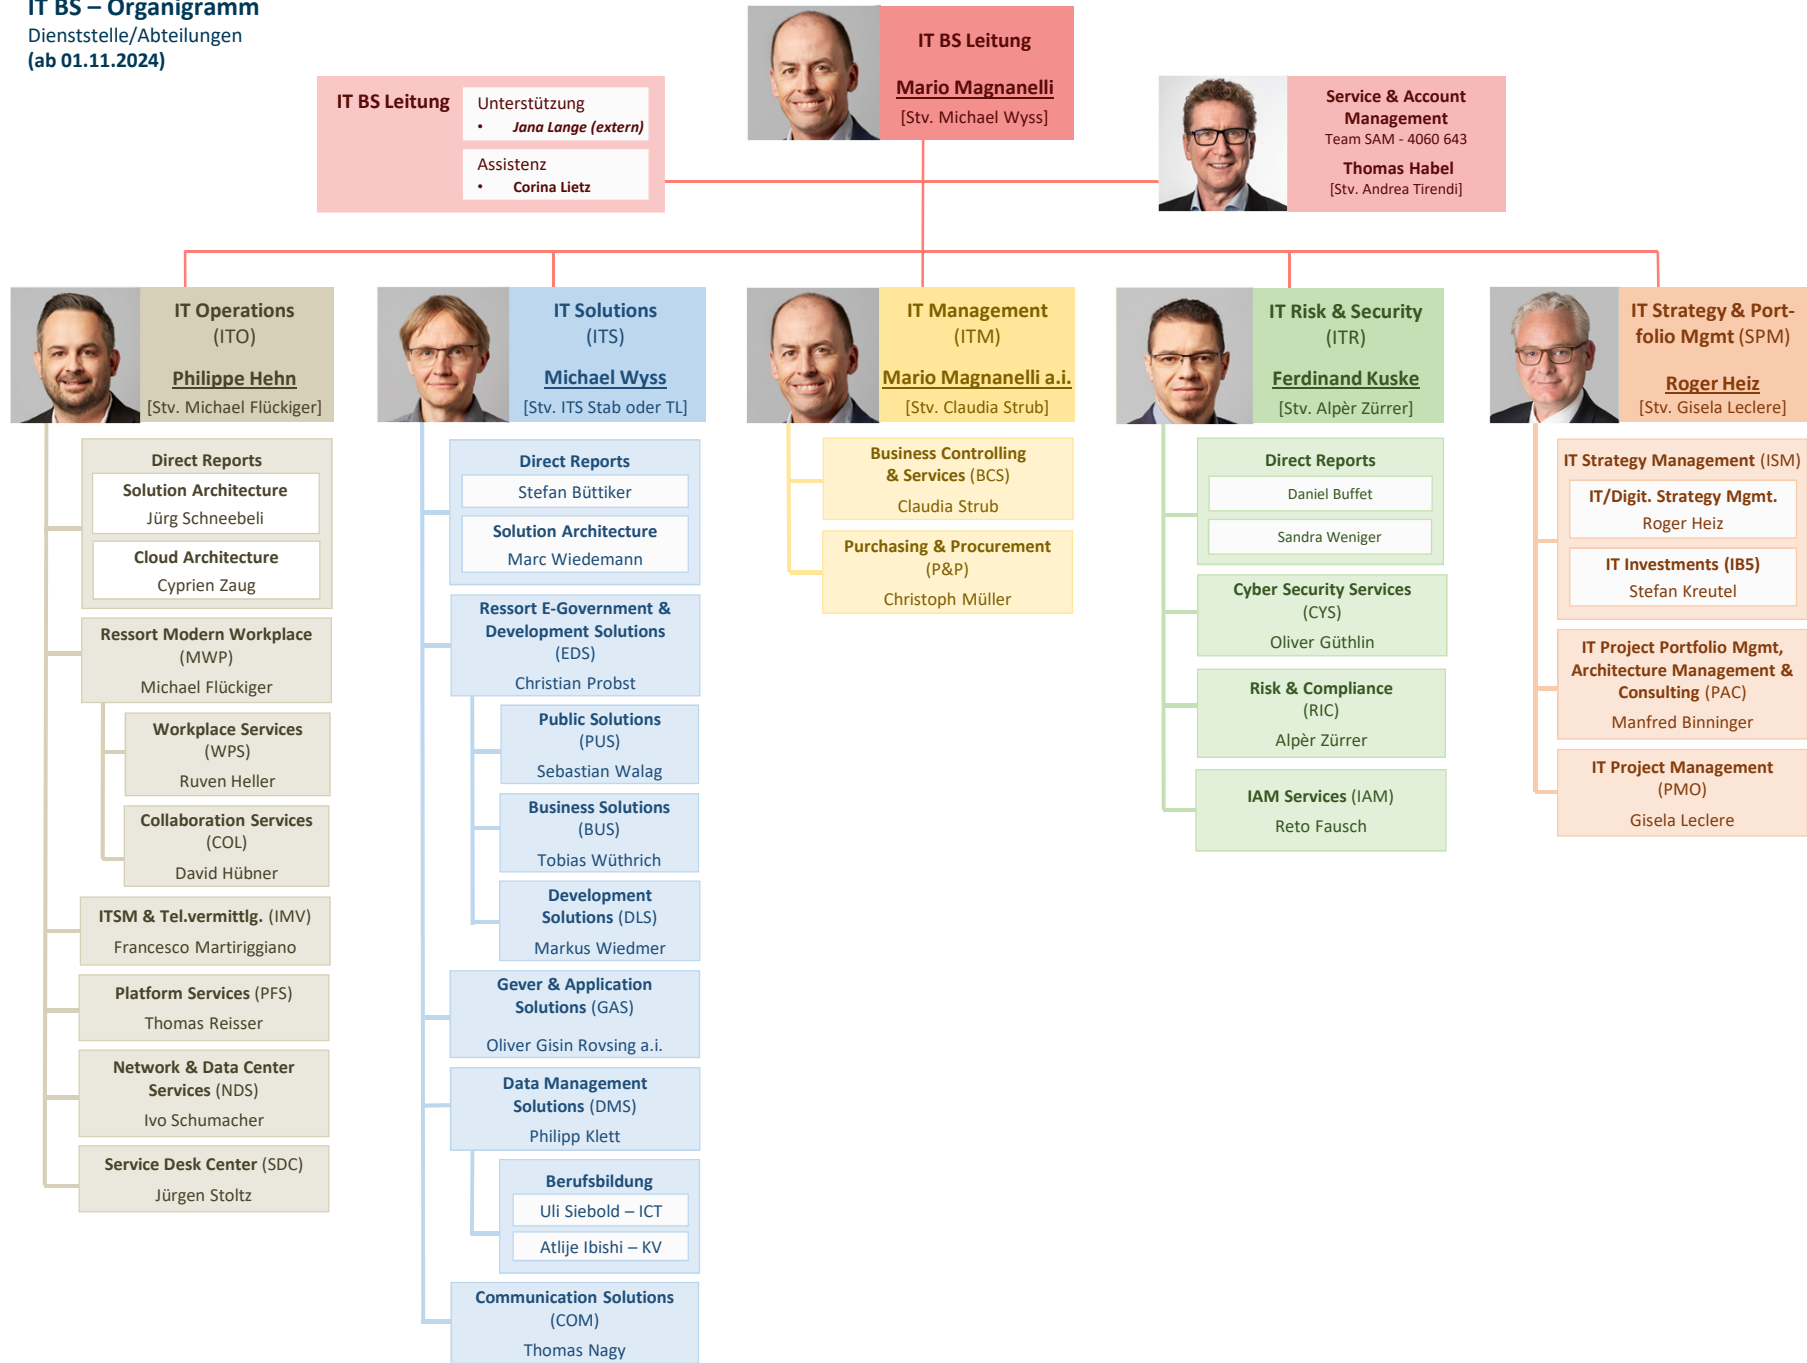 IT BS – Organigramm
Dienststelle/Abteilungen
(ab 01.11.2024)
IT BS Leitung
Mario Magnanelli
[Stv. Michael Wyss]
IT BS Leitung
Unterstützung
• Jana Lange (extern)
Assistenz
• Corina Lietz
Service & Account
Management
Team SAM - 4060 643
Thomas Habel
[Stv. Andrea Tirendi]
IT Operations
(ITO)
Philippe Hehn
[Stv. Michael Flückiger]
Direct Reports
Solution Architecture
Jürg Schneebeli
Cloud Architecture
Cyprien Zaug
Ressort Modern Workplace
(MWP)
Michael Flückiger
Workplace Services
(WPS)
Ruven Heller
Collaboration Services
(COL)
David Hübner
ITSM & Tel.vermittlg. (IMV)
Francesco Martiriggiano
Platform Services (PFS)
Thomas Reisser
Network & Data Center
Services (NDS)
Ivo Schumacher
Service Desk Center (SDC)
Jürgen Stoltz
IT Solutions
(ITS)
Michael Wyss
[Stv. ITS Stab oder TL]
Direct Reports
Stefan Büttiker
Solution Architecture
Marc Wiedemann
Ressort E-Government &
Development Solutions
(EDS)
Christian Probst
Public Solutions
(PUS)
Sebastian Walag
Business Solutions
(BUS)
Tobias Wüthrich
Development
Solutions (DLS)
Markus Wiedmer
Gever & Application
Solutions (GAS)
Oliver Gisin Rovsing a.i.
Data Management
Solutions (DMS)
Philipp Klett
Berufsbildung
Uli Siebold – ICT
Atlije Ibishi – KV
Communication Solutions
(COM)
Thomas Nagy
IT Management
(ITM)
Mario Magnanelli a.i.
[Stv. Claudia Strub]
Business Controlling
& Services (BCS)
Claudia Strub
Purchasing & Procurement
(P&P)
Christoph Müller
IT Risk & Security
(ITR)
Ferdinand Kuske
[Stv. Alpèr Zürrer]
Direct Reports
Daniel Buffet
Sandra Weniger
Cyber Security Services
(CYS)
Oliver Güthlin
Risk & Compliance
(RIC)
Alpèr Zürrer
IAM Services (IAM)
Reto Fausch
IT Strategy & Port-
folio Mgmt (SPM)
Roger Heiz
[Stv. Gisela Leclere]
IT Strategy Management (ISM)
IT/Digit. Strategy Mgmt.
Roger Heiz
IT Investments (IB5)
Stefan Kreutel
IT Project Portfolio Mgmt,
Architecture Management &
Consulting (PAC)
Manfred Binninger
IT Project Management
(PMO)
Gisela Leclere